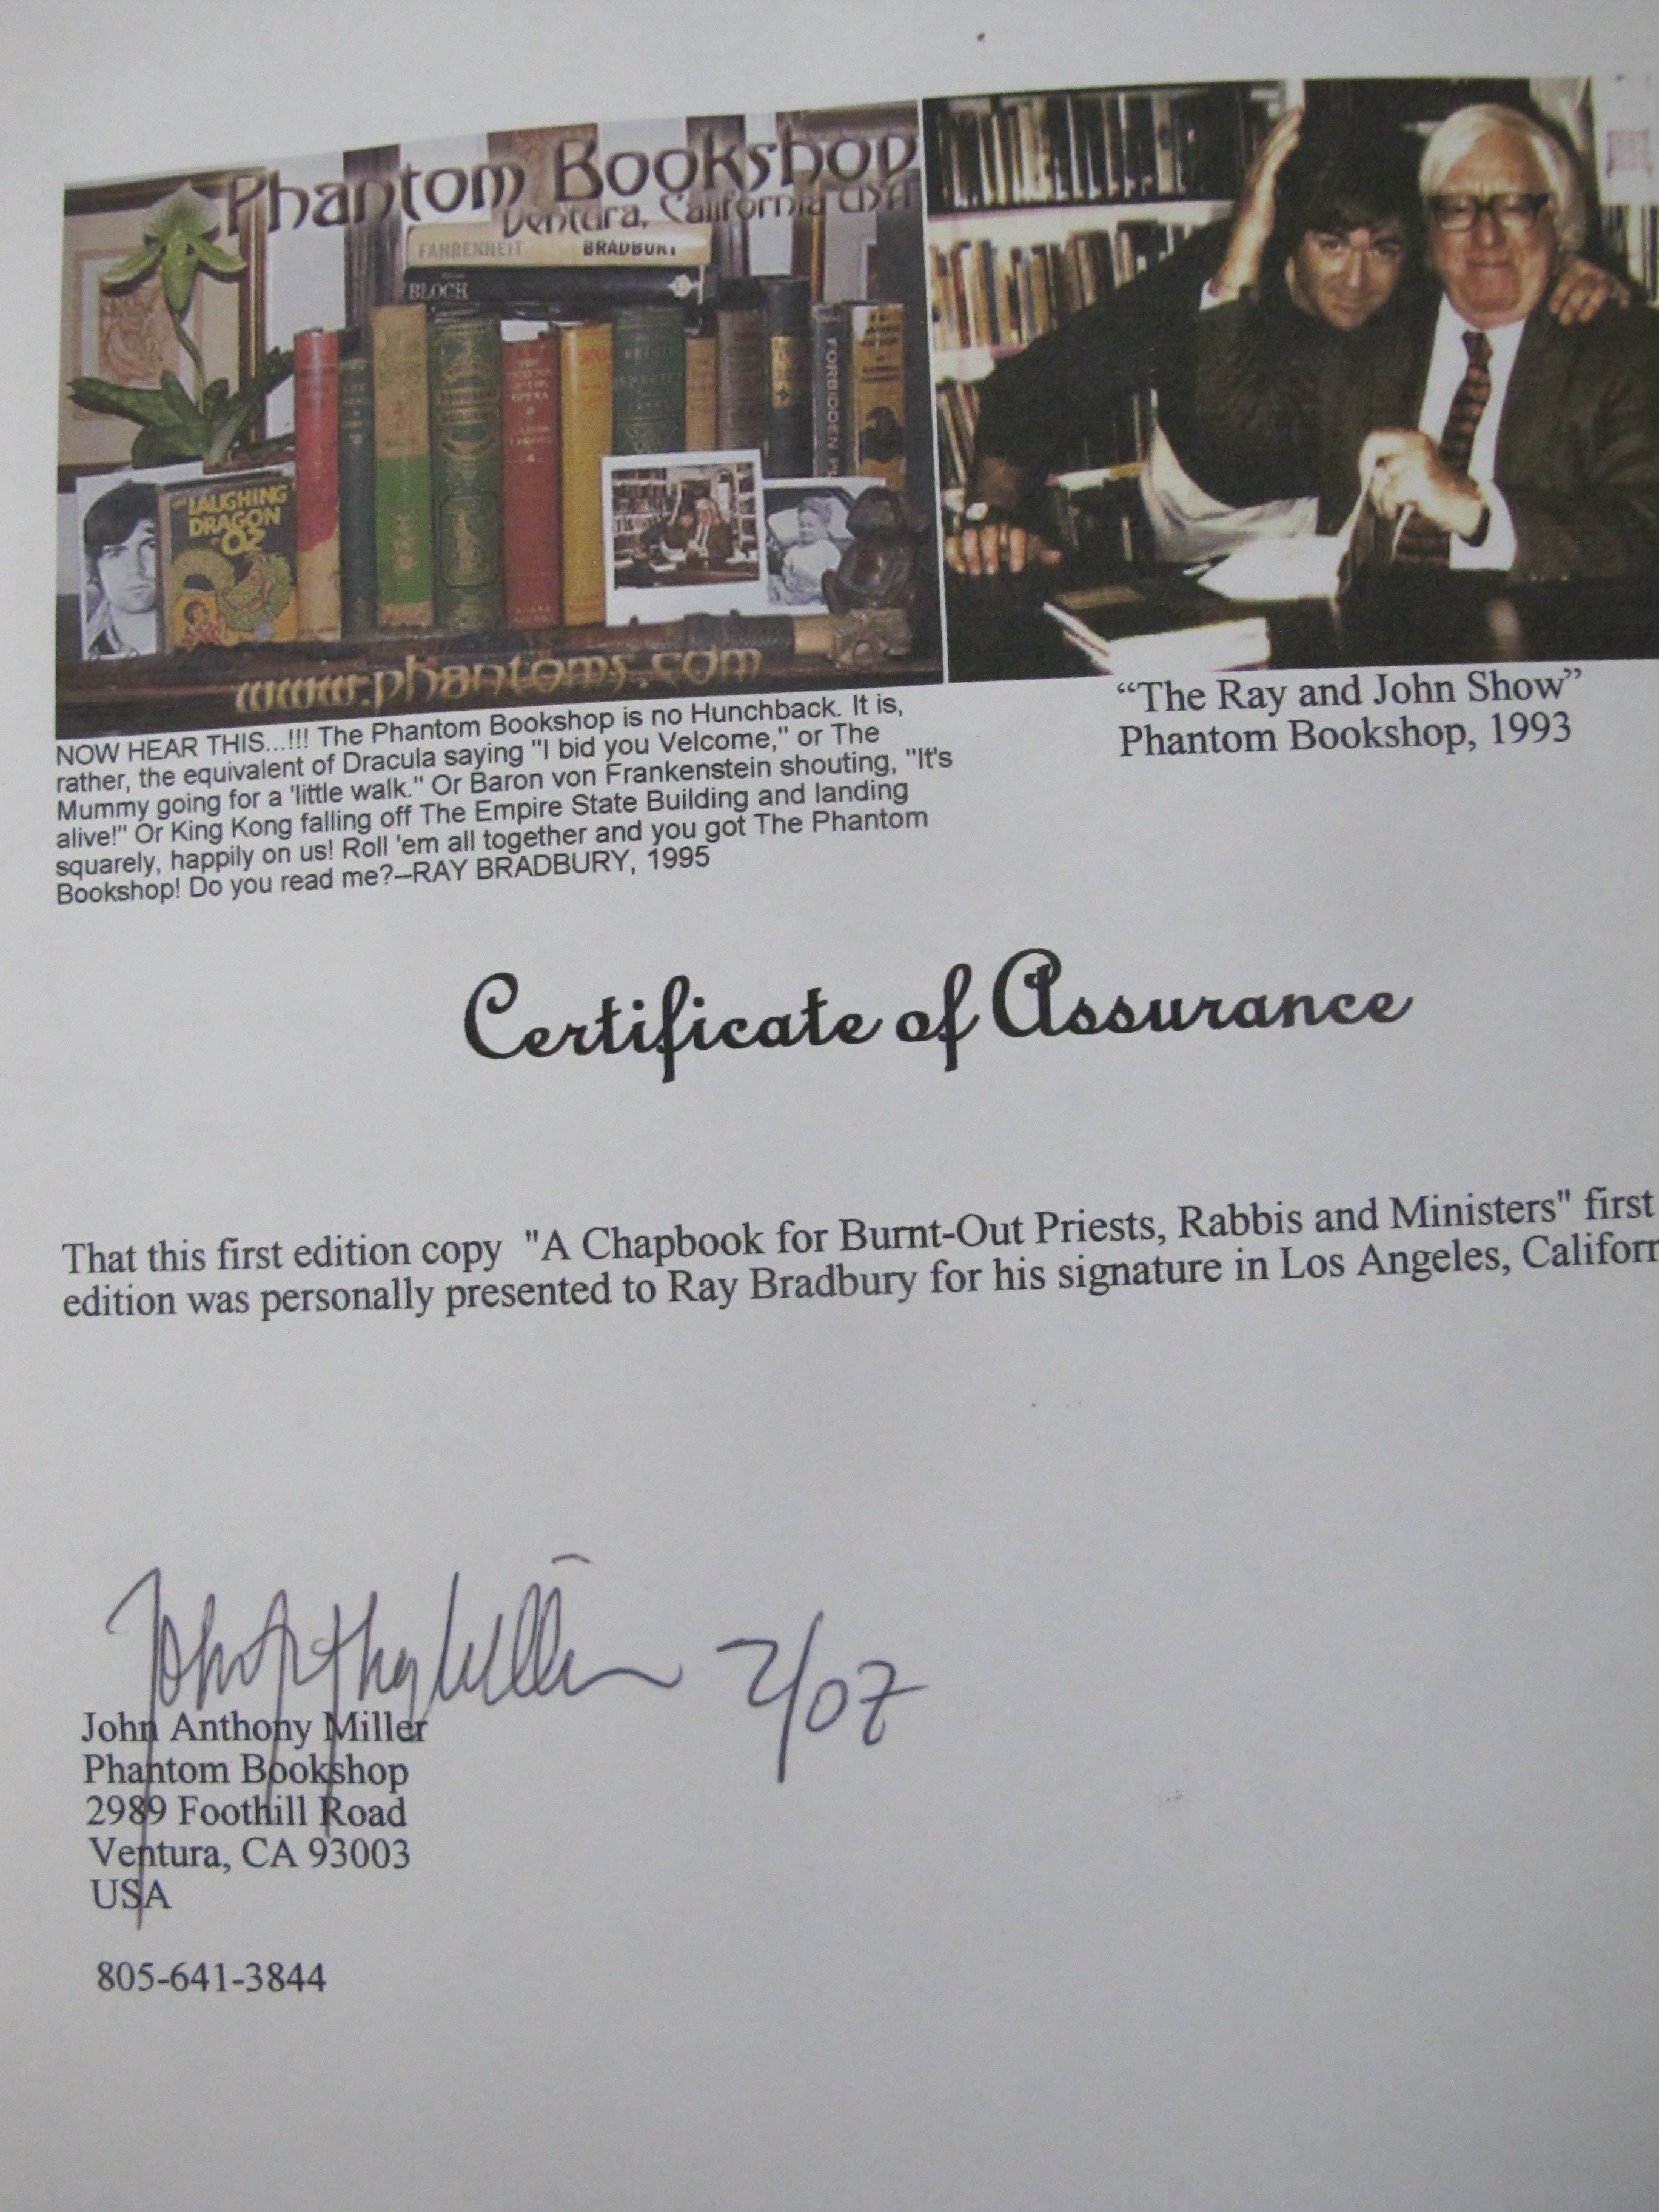 Phantom Bookshop
Ventura, California USA
FAHRENHEIT BRADBURY
BLOCH
FORBIDDEN
THE LAUGHING
DRAGON
OF OZ
www.phantoms.com
NOW HEAR THIS...!!! The Phantom Bookshop is no Hunchback. It is,
rather, the equivalent of Dracula saying "I bid you Velcome," or The
Mummy going for a 'little walk." Or Baron von Frankenstein shouting, "It's
alive!" Or King Kong falling off The Empire State Building and landing
squarely, happily on us! Roll 'em all together and you got The Phantom
Bookshop! Do you read me?--RAY BRADBURY, 1995
“The Ray and John Show”
Phantom Bookshop, 1993
Certificate of Assurance
That this first edition copy "A Chapbook for Burnt-Out Priests, Rabbis and Ministers" first
edition was personally presented to Ray Bradbury for his signature in Los Angeles, Californ
John Anthony Miller 2/07
John Anthony Miller
Phantom Bookshop
2989 Foothill Road
Ventura, CA 93003
USA
805-641-3844